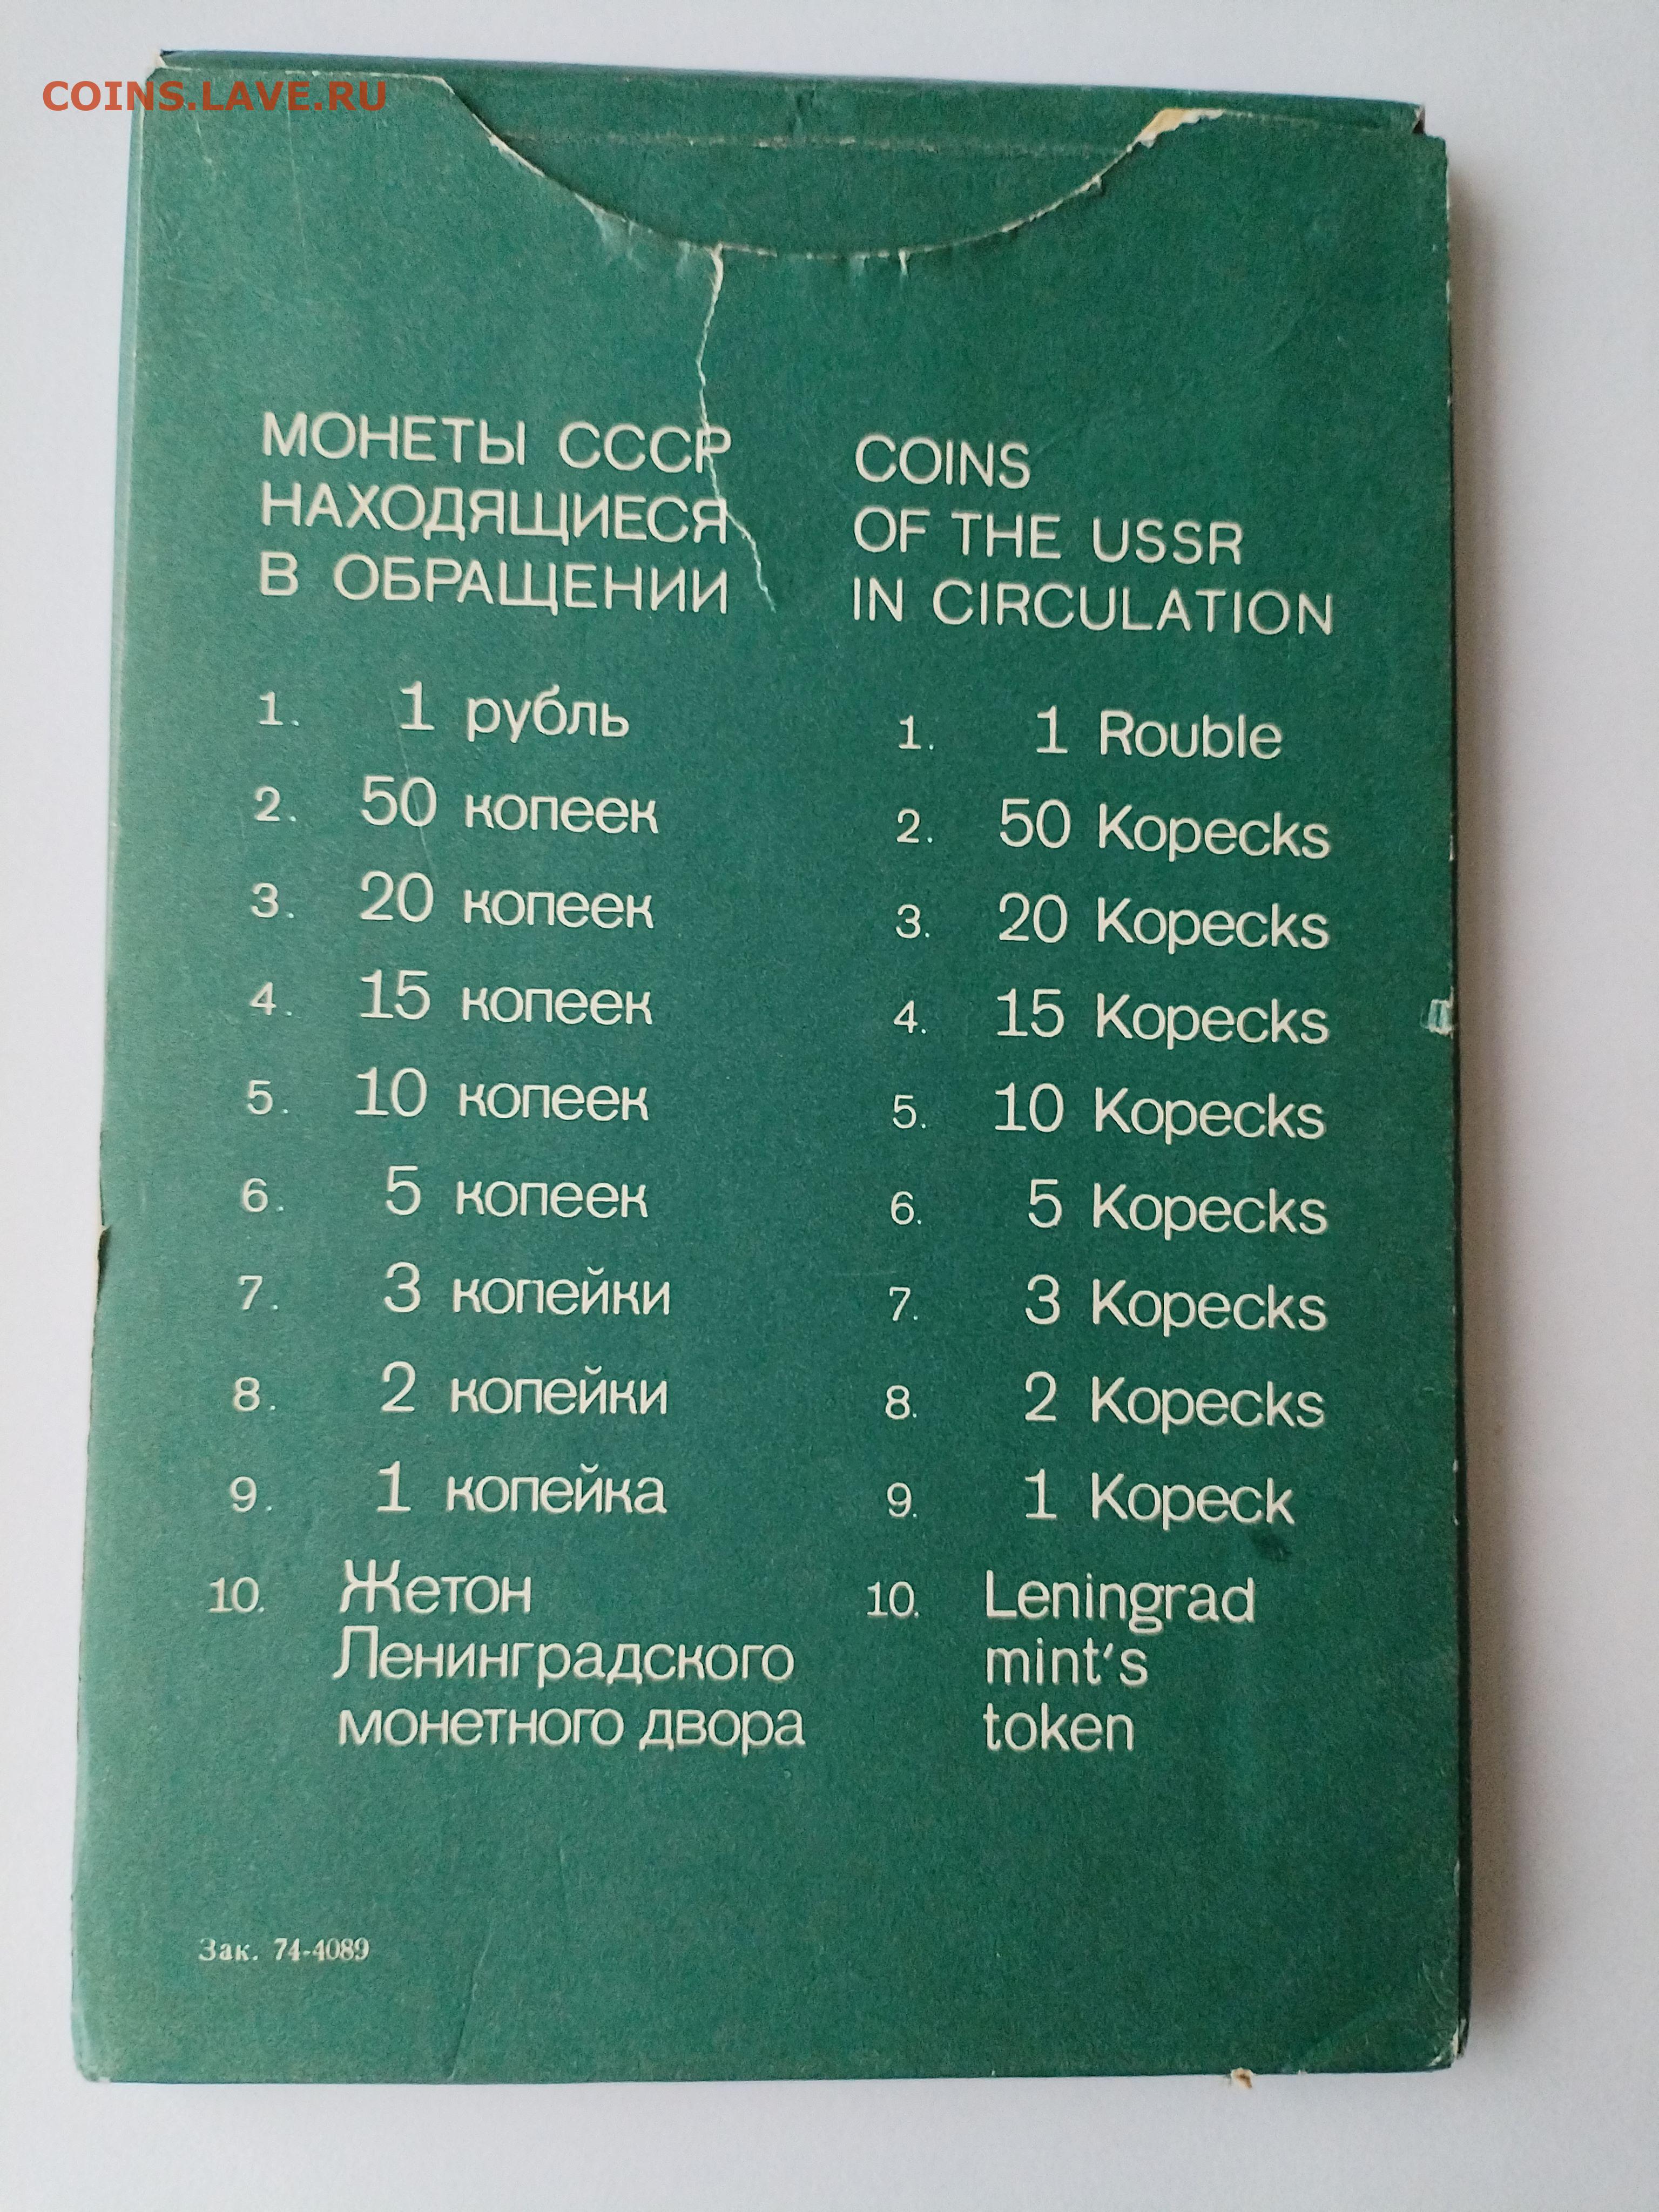 COINS.LAVE.RU
МОНЕТЫ СССР
НАХОДЯЩИЕСЯ
В ОБРАЩЕНИИ
1. 1 рубль
2. 50 копеек
3. 20 копеек
4. 15 копеек
5. 10 копеек
6. 5 копеек
7. 3 копейки
8. 2 копейки
9. 1 копейка
10. Жетон
Ленинградского
монетного двора
COINS
OF THE USSR
IN CIRCULATION
1. 1 Rouble
2. 50 Kopecks
3. 20 Kopecks
4. 15 Kopecks
5. 10 Kopecks
6. 5 Kopecks
7. 3 Kopecks
8. 2 Kopecks
9. 1 Kopeck
10. Leningrad
mint's
token
Зак. 74-4089